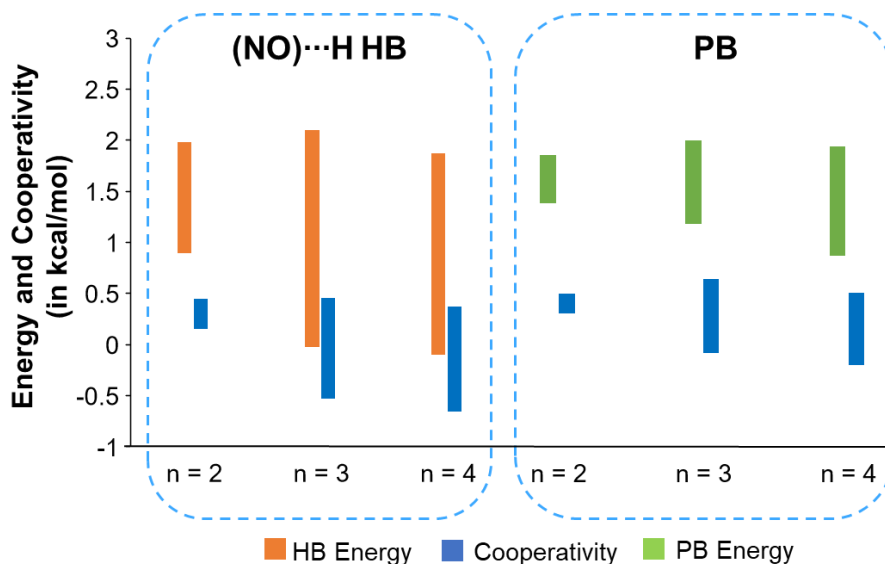 (NO)···H HB
PB
Energy and Cooperativity
(in kcal/mol)
3
2.5
2
1.5
1
0.5
0
-0.5
-1
n = 2
n = 3
n = 4
n = 2
n = 3
n = 4
HB Energy
Cooperativity
PB Energy